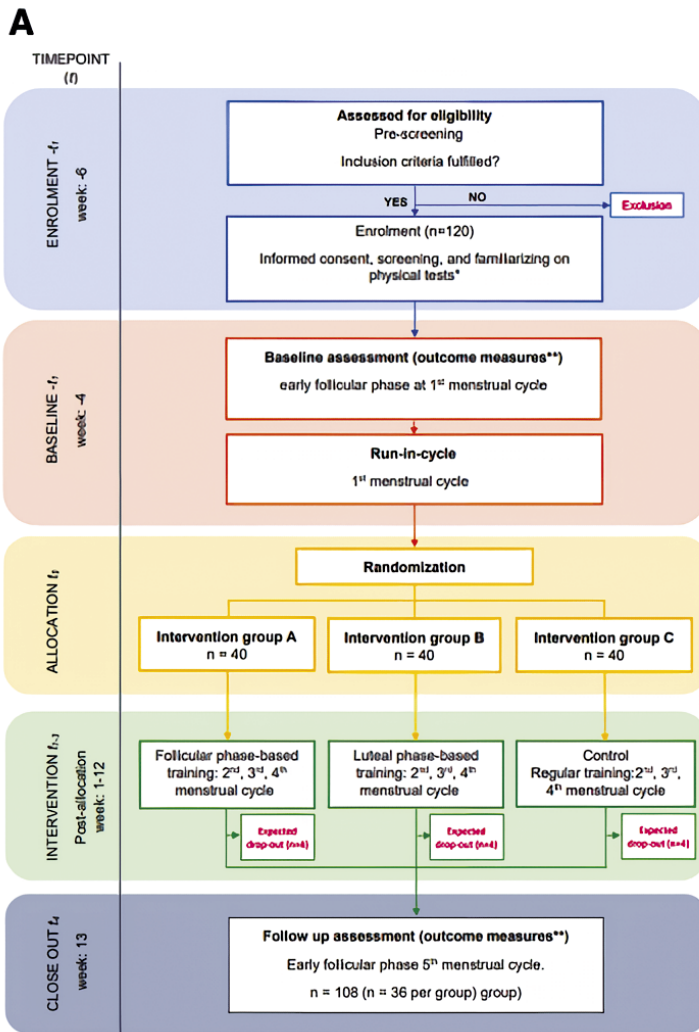 A
TIMEPOINT
(t)
ENROLMENT -t₁
week: -6
Assessed for eligibility
Pre-screening
Inclusion criteria fulfilled?
YES
NO
Exclusion
Enrolment (n=120)
Informed consent, screening, and familiarizing on
physical tests*
BASELINE -t₁
week: -4
Baseline assessment (outcome measures**)
early follicular phase at 1st menstrual cycle
Run-in-cycle
1st menstrual cycle
ALLOCATION
Randomization
Intervention group A
n = 40
Intervention group B
n = 40
Intervention group C
n = 40
INTERVENTION
Post-allocation
week: 1-12
Follicular phase-based
training: 2nd, 3rd, 4th
menstrual cycle
Luteal phase-based
training: 2nd, 3rd, 4th
menstrual cycle
Control
Regular training:2nd, 3rd,
4th menstrual cycle
Expected
drop-out (n=4)
Expected
drop-out (n=4)
Expected
drop-out (n=4)
CLOSE OUT t₄
week: 13
Follow up assessment (outcome measures**)
Early follicular phase 5th menstrual cycle.
n = 108 (n = 36 per group) group)